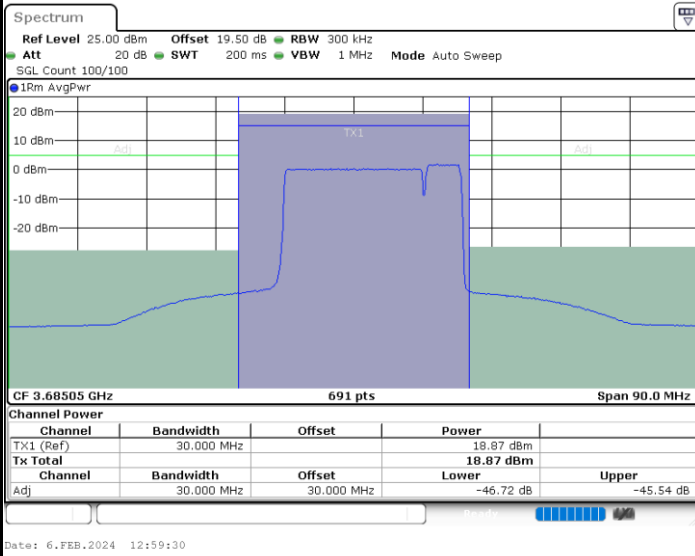 Spectrum
Ref Level 25.00 dBm Offset 19.50 dB RBW 300 kHz
Att 20 dB SWT 200 ms VBW 1 MHz Mode Auto Sweep
SGL Count 100/100
1Rm AvgPwr
20 dBm
TX1
10 dBm
Adj Adj
0 dBm
-10 dBm
-20 dBm
CF 3.68505 GHz 691 pts Span 90.0 MHz
Channel Power
Channel Bandwidth Offset Power
TX1 (Ref) 30.000 MHz 18.87 dBm
Tx Total 18.87 dBm
Channel Bandwidth Offset Lower Upper
Adj 30.000 MHz 30.000 MHz -46.72 dB -45.54 dB
Ready
Date: 6.FEB.2024 12:59:30